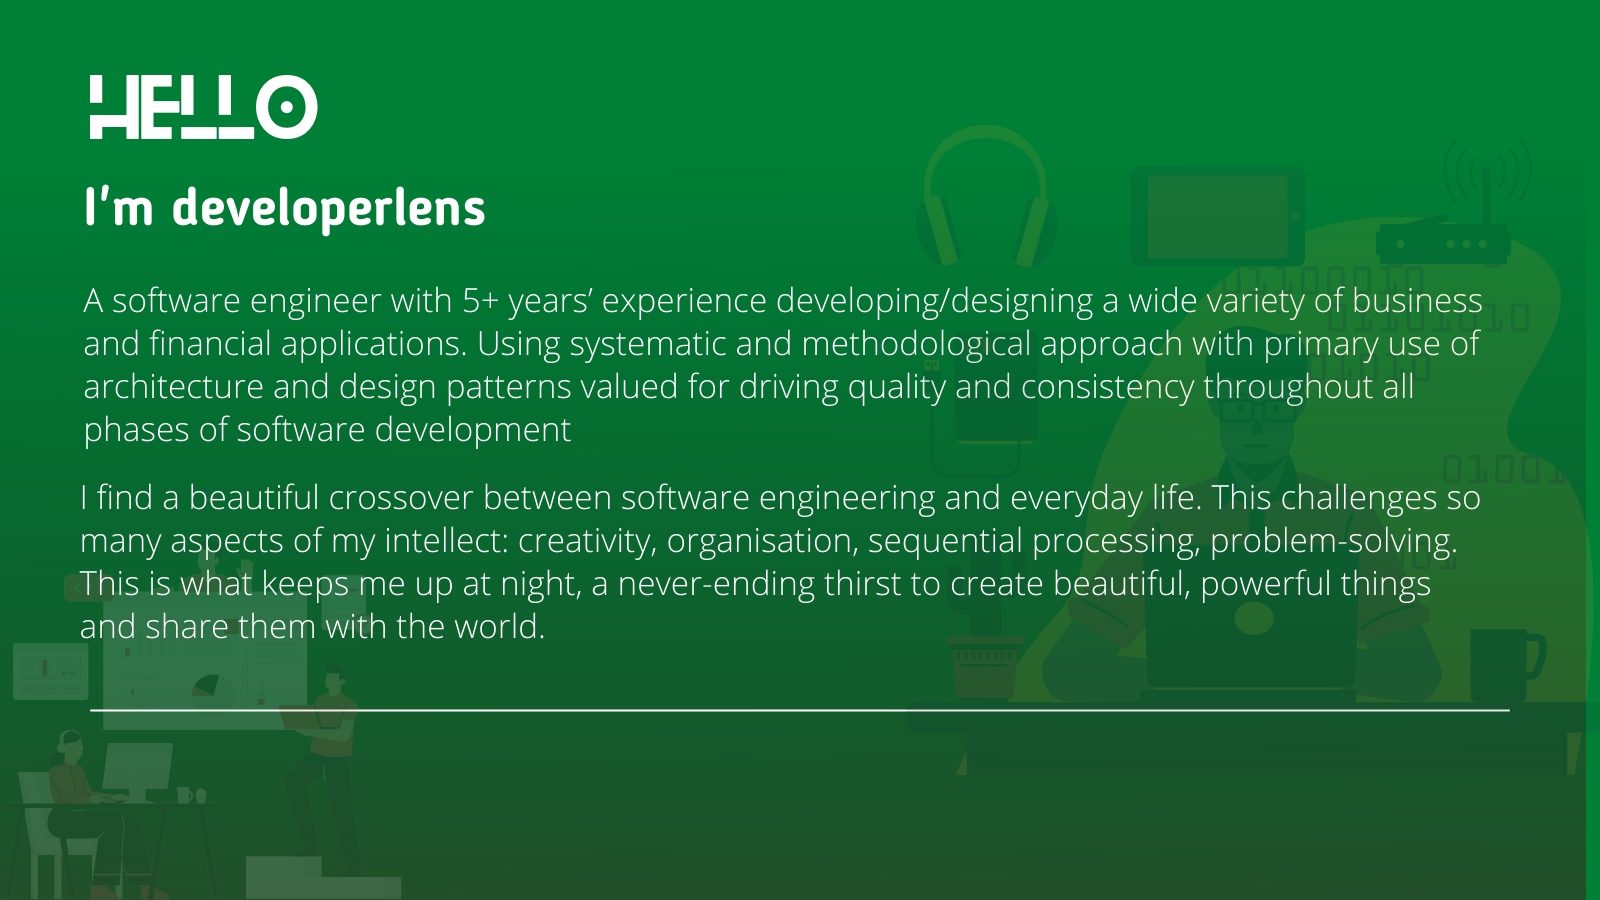 HELLO
I'm developerlens
A software engineer with 5+ years’ experience developing/designing a wide variety of business
and financial applications. Using systematic and methodological approach with primary use of
architecture and design patterns valued for driving quality and consistency throughout all
phases of software development
I find a beautiful crossover between software engineering and everyday life. This challenges so
many aspects of my intellect: creativity, organisation, sequential processing, problem-solving.
This is what keeps me up at night, a never-ending thirst to create beautiful, powerful things
and share them with the world.